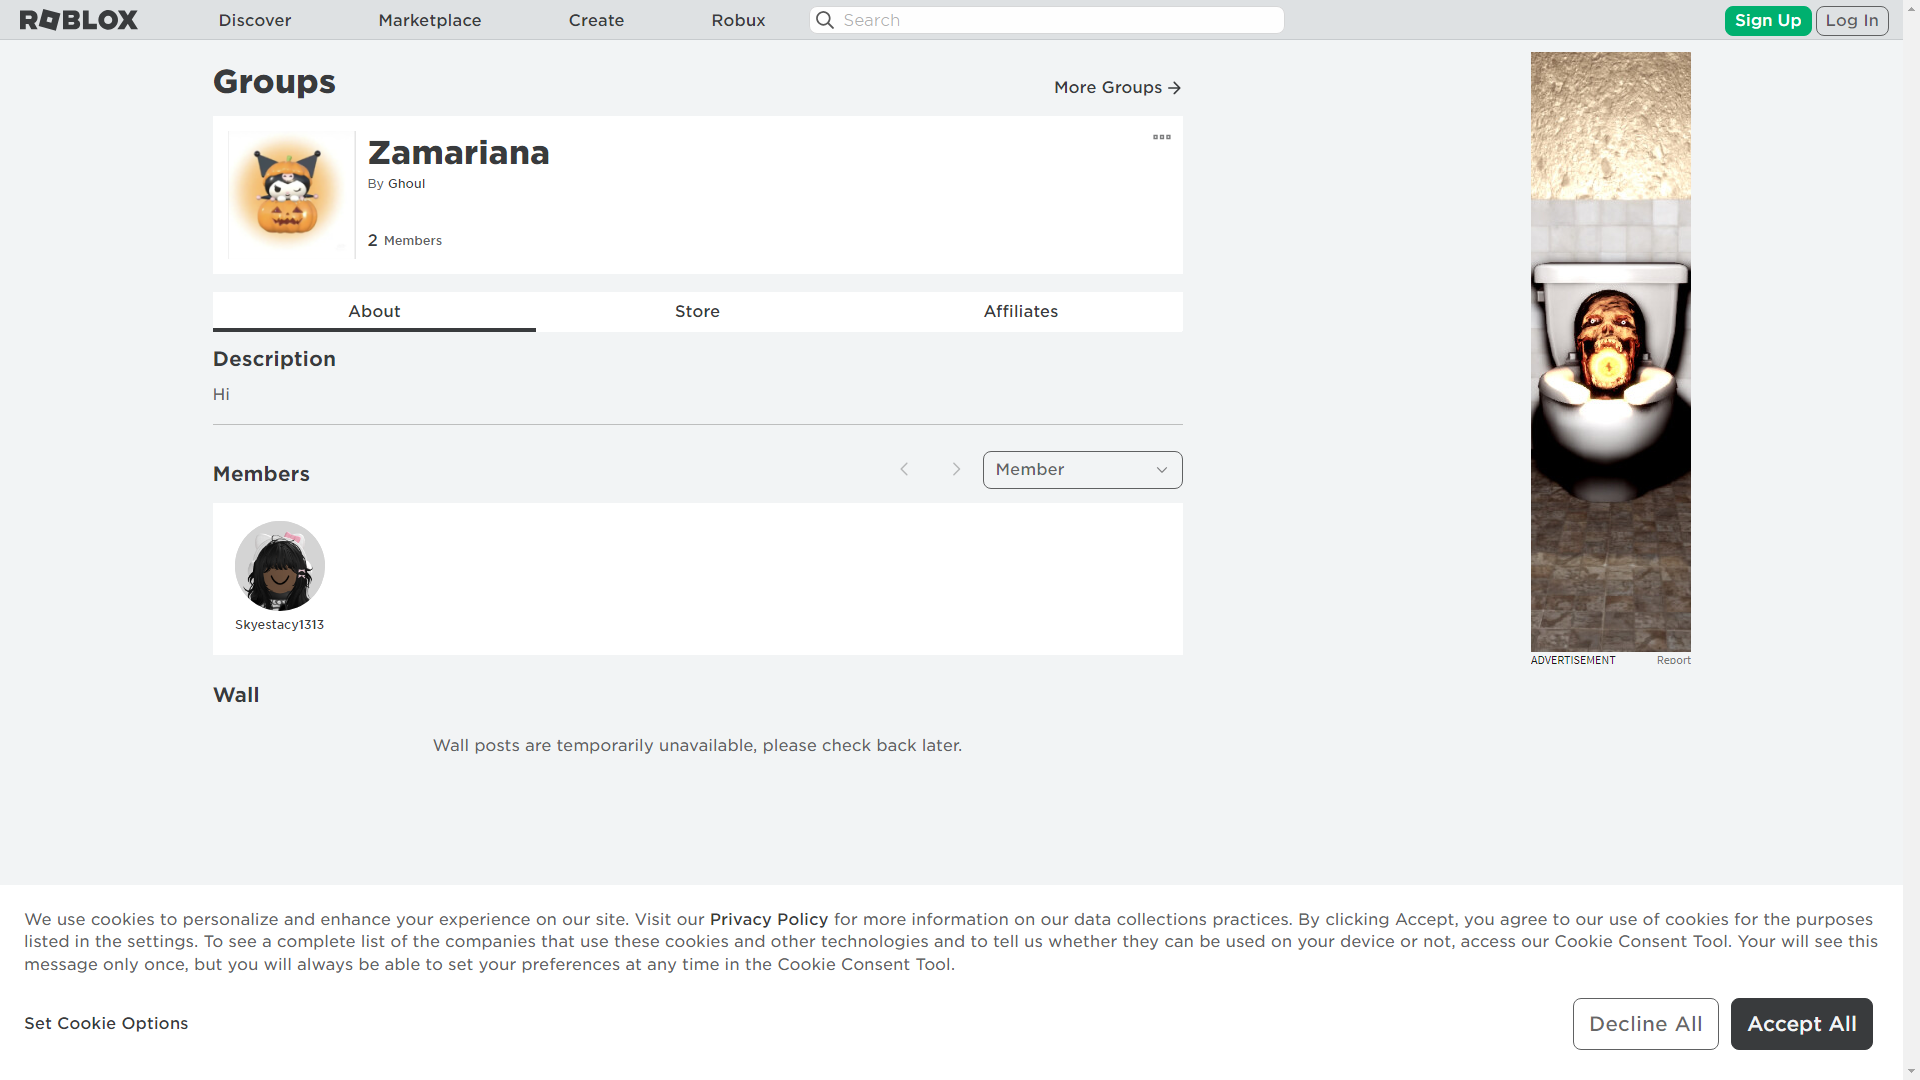 ROBLOX
Discover
Marketplace
Create
Robux
Search
Sign Up
Log In
Groups
More Groups
Zamariana
By Ghoul
2 Members
About
Store
Affiliates
Description
Hi
Members
Member
Skyestacy1313
Wall
Wall posts are temporarily unavailable, please check back later.
ADVERTISEMENT
Report
We use cookies to personalize and enhance your experience on our site. Visit our Privacy Policy for more information on our data collections practices. By clicking Accept, you agree to our use of cookies for the purposes
listed in the settings. To see a complete list of the companies that use these cookies and other technologies and to tell us whether they can be used on your device or not, access our Cookie Consent Tool. Your will see this
message only once, but you will always be able to set your preferences at any time in the Cookie Consent Tool.
Set Cookie Options
Decline All
Accept All